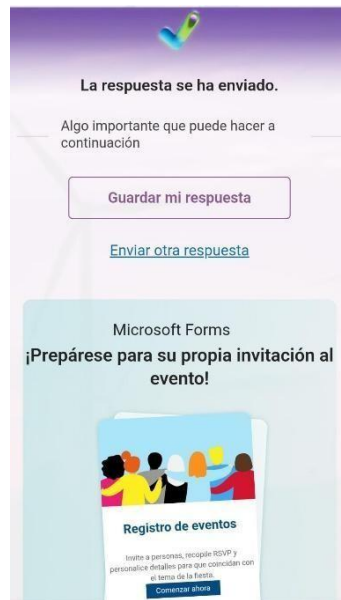 La respuesta se ha enviado.
Algo importante que puede hacer a
continuación
Guardar mi respuesta
Enviar otra respuesta
Microsoft Forms
¡Prepárese para su propia invitación al
evento!
Registro de eventos
Invite a personas, recopile RSVP y
personalice detalles para que coincidan con
el tema de la fiesta.
Comenzar ahora